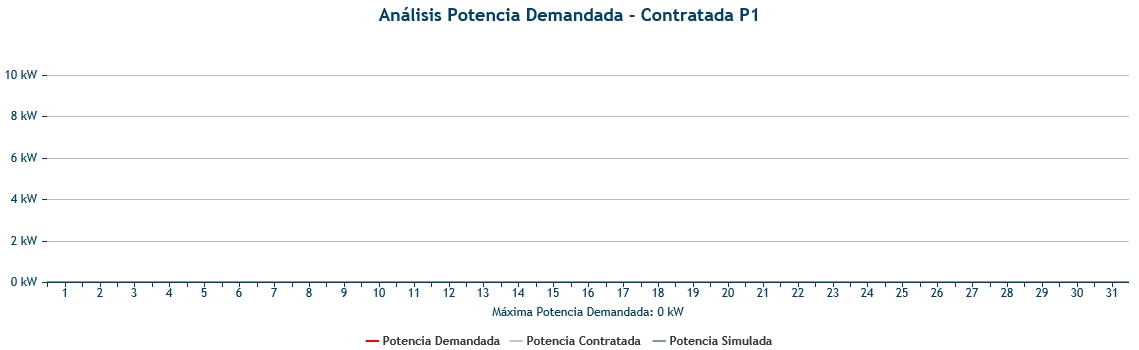 Análisis Potencia Demandada - Contratada P1
10 kW
8 kW
6 kW
4 kW
2 kW
0 kW
1 2 3 4 5 6 7 8 9 10 11 12 13 14 15 16 17 18 19 20 21 22 23 24 25 26 27 28 29 30 31
Máxima Potencia Demandada: 0 kW
Potencia Demandada Potencia Contratada Potencia Simulada